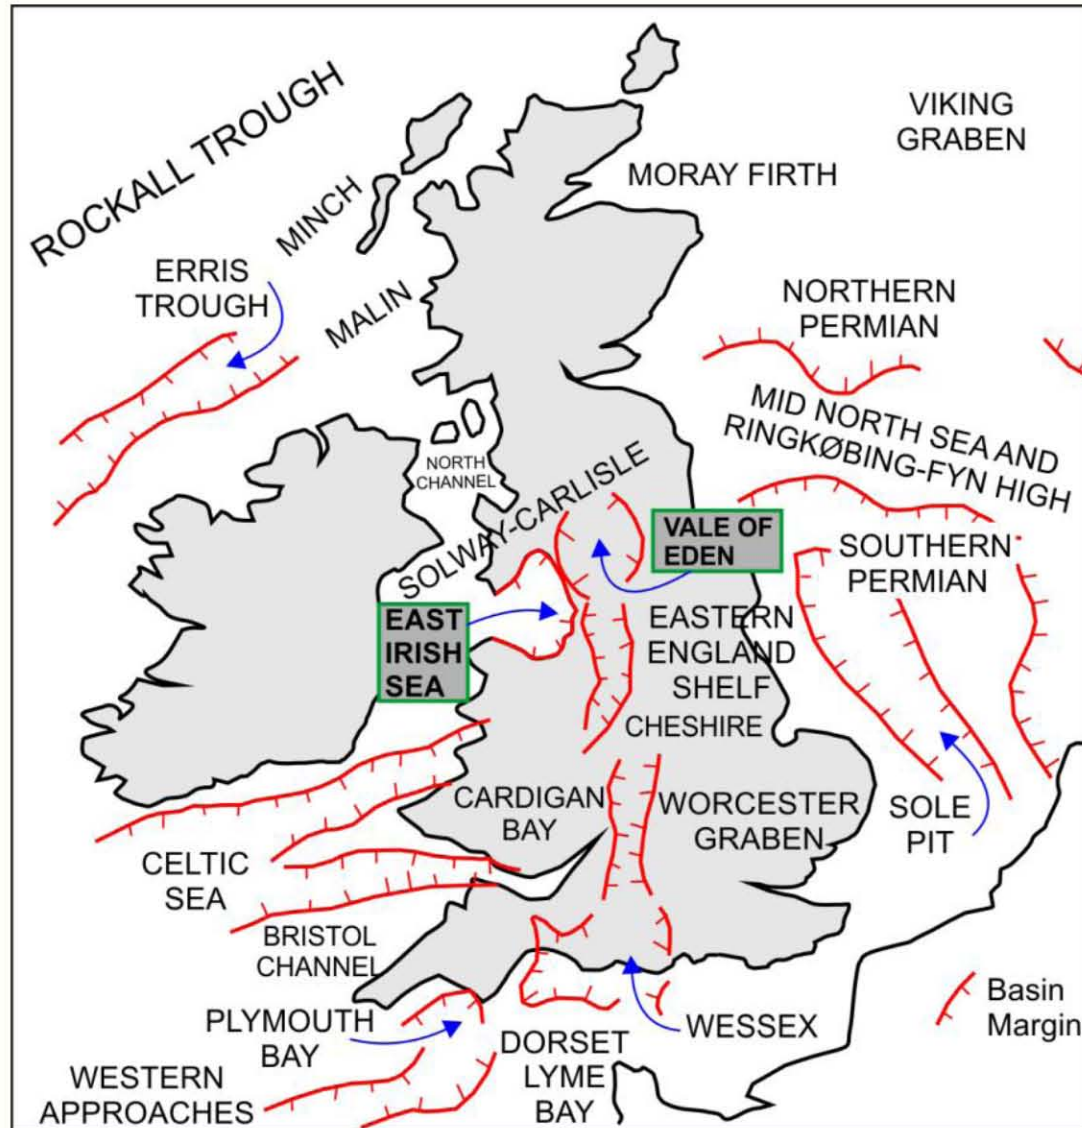 ROCKALL TROUGH
VIKING
GRABEN
MORAY FIRTH
MINCH
ERRIS
TROUGH
MALIN
NORTHERN
PERMIAN
MID NORTH SEA AND
RINGKØBING-FYN HIGH
NORTH
CHANNEL
SOLWAY-CARLISLE
VALE OF
EDEN
SOUTHERN
PERMIAN
EAST
IRISH
SEA
EASTERN
ENGLAND
SHELF
CHESHIRE
CARDIGAN
BAY
WORCESTER
GRABEN
SOLE
PIT
CELTIC
SEA
BRISTOL
CHANNEL
Basin
Margin
PLYMOUTH
BAY
WESSEX
DORSET
LYME
BAY
WESTERN
APPROACHES